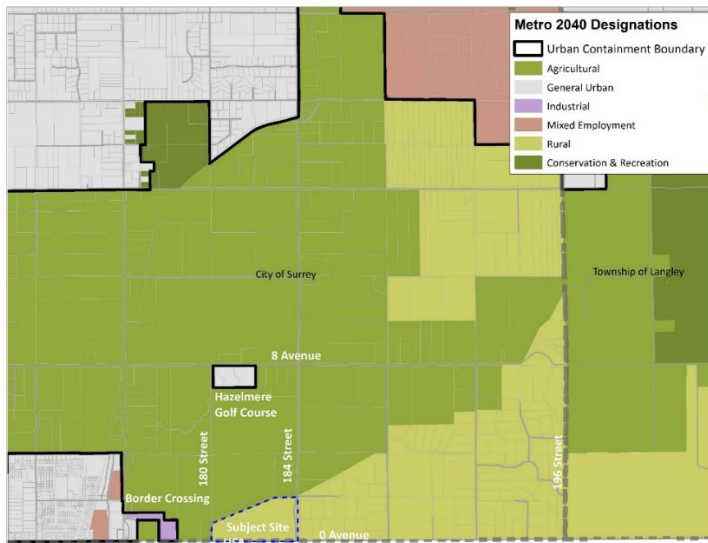 Metro 2040 Designations
Urban Containment Boundary
Agricultural
General Urban
Industrial
Mixed Employment
Rural
Conservation & Recreation
City of Surrey
Township of Langley
8 Avenue
Hazelmere
Golf Course
180 Street
184 Street
196 Street
Border Crossing
Subject Site
USA
0 Avenue